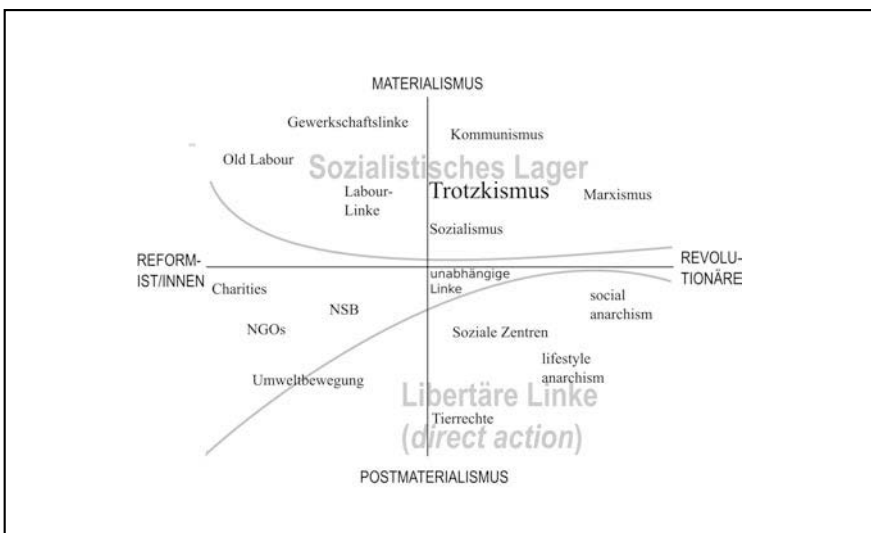 MATERIALISMUS
Gewerkschaftslinke
Kommunismus
Old Labour
Sozialistisches Lager
Labour-
Linke
Trotzkismus
Marxismus
Sozialismus
REFORM-
IST/INNEN
REVOLU-
TIONÄRE
unabhängige
Linke
Charities
social
anarchism
NSB
NGOs
Soziale Zentren
lifestyle
anarchism
Umweltbewegung
Libertäre Linke
Tierrechte
(direct action)
POSTMATERIALISMUS